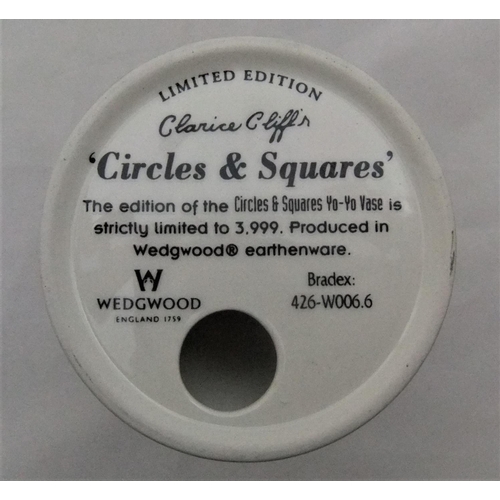 LIMITED EDITION
Clarice Cliff's
'Circles & Squares'
The edition of the Circles & Squares Yo-Yo Vase is
strictly limited to 3,999. Produced in
Wedgwood® earthenware.
W
WEDGWOOD
ENGLAND 1759
Bradex:
426-W006.6